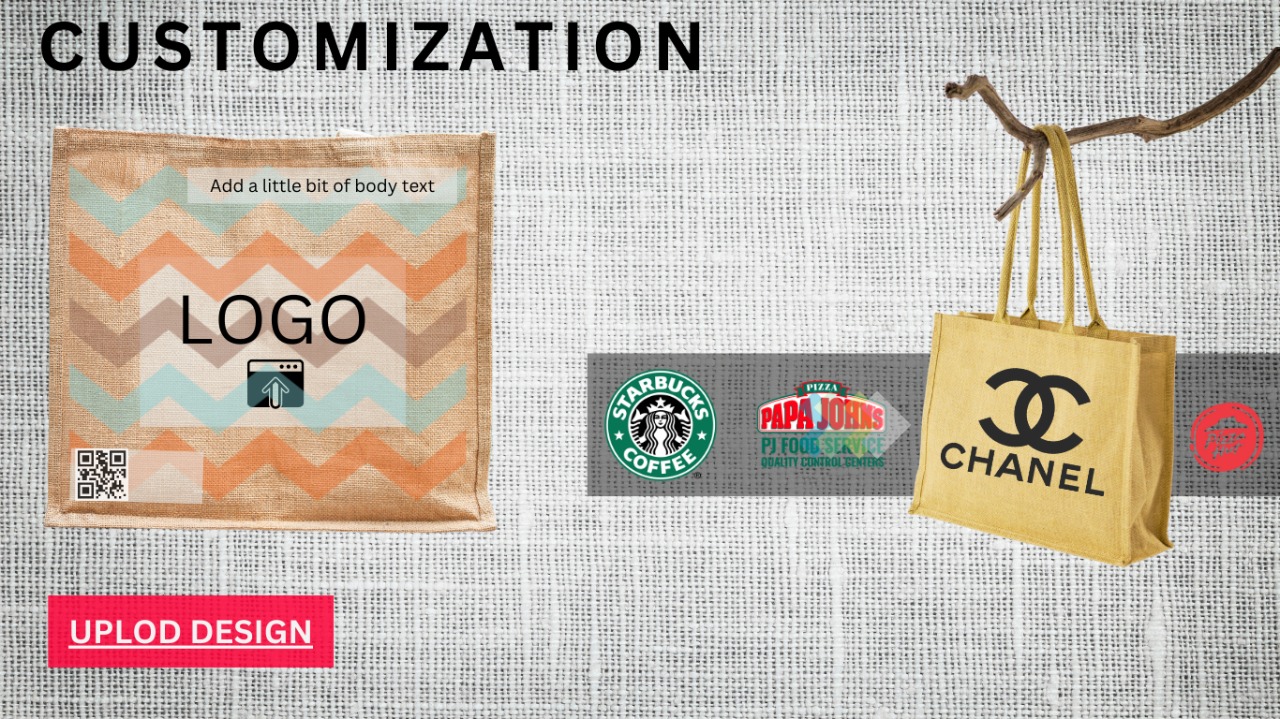 CUSTOMIZATION
Add a little bit of body text
LOGO
STARBUCKS
COFFEE
®
PIZZA
PAPA JOHNS
PJ FOOD SERVICE
QUALITY CONTROL CENTERS
CHANEL
UPLOD DESIGN